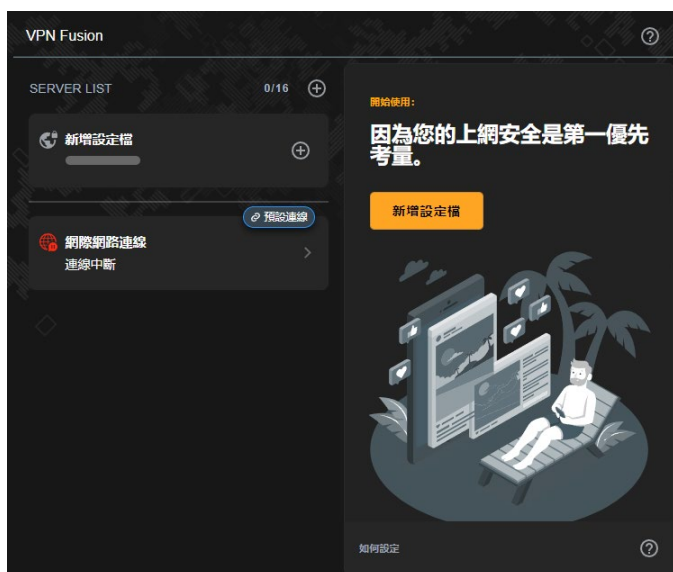 VPN Fusion
SERVER LIST
0/16
新增設定檔
預設連線
網際網路連線
連線中斷
開始使用:
因為您的上網安全是第一優先
考量。
新增設定檔
如何設定